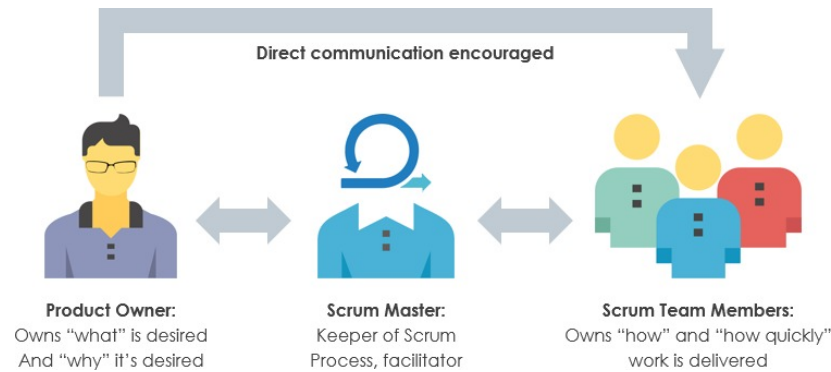 Direct communication encouraged
Product Owner:
Owns “what” is desired
And “why” it’s desired
Scrum Master:
Keeper of Scrum
Process, facilitator
Scrum Team Members:
Owns “how” and “how quickly”
work is delivered